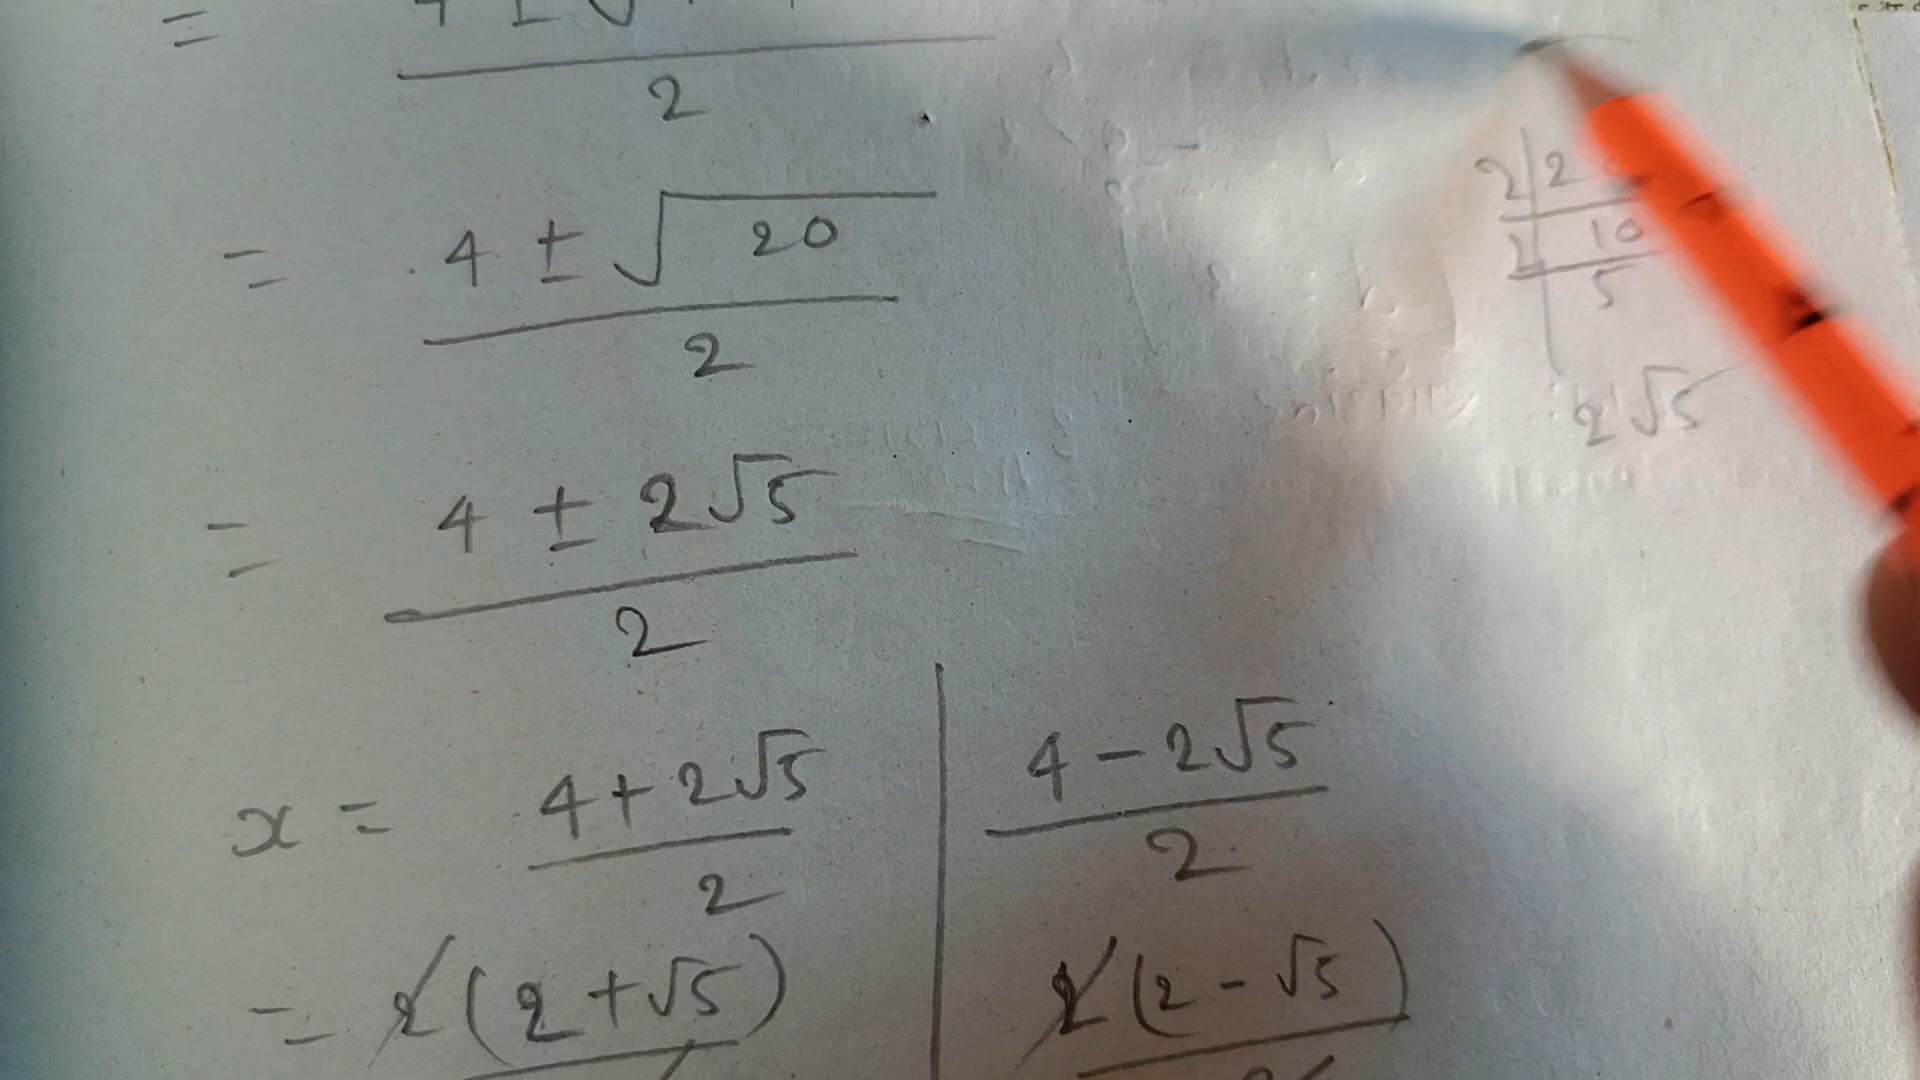 =
2
= 4 ± √20
2
= 4 ± 2√5
2
x = 4 + 2√5
2
= 2(2 + √5)
4 - 2√5
2
2(2 - √5)
2 | 2
2 | 10
5
2√5